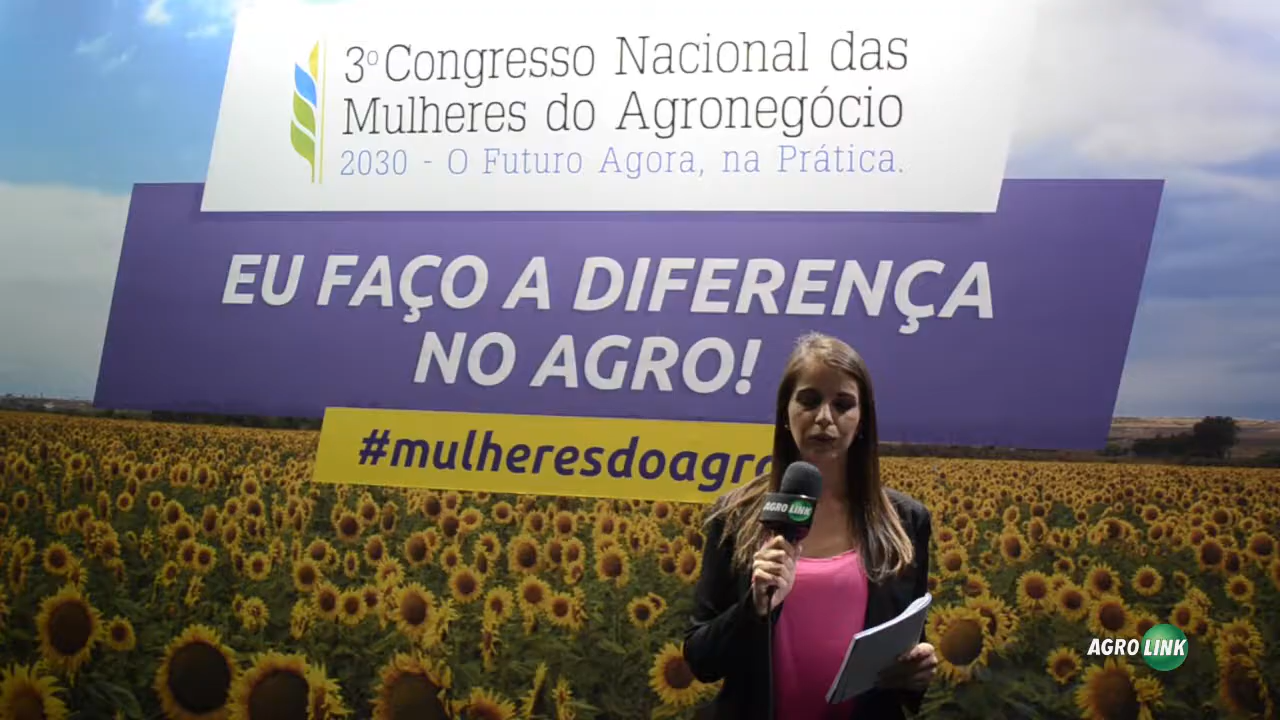 3º Congresso Nacional das
Mulheres do Agronegócio
2030 - O Futuro Agora, na Prática.
EU FAÇO A DIFERENÇA
NO AGRO!
#mulheresdoagro
AGRO LINK
AGRO LINK